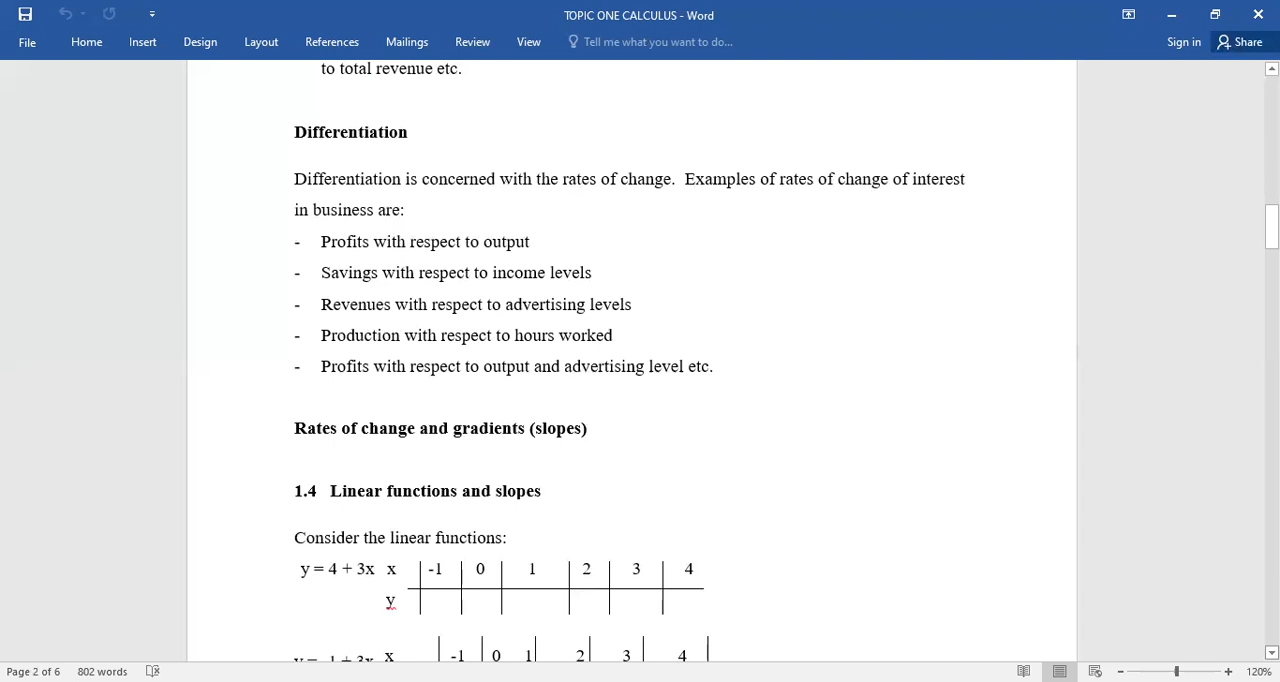 TOPIC ONE CALCULUS - Word
File Home Insert Design Layout References Mailings Review View Tell me what you want to do... Sign in Share
to total revenue etc.
Differentiation
Differentiation is concerned with the rates of change. Examples of rates of change of interest
in business are:
- Profits with respect to output
- Savings with respect to income levels
- Revenues with respect to advertising levels
- Production with respect to hours worked
- Profits with respect to output and advertising level etc.
Rates of change and gradients (slopes)
1.4 Linear functions and slopes
Consider the linear functions:
y = 4 + 3x x -1 0 1 2 3 4
y
x -1 0 1 2 3 4
Page 2 of 6 802 words 120%